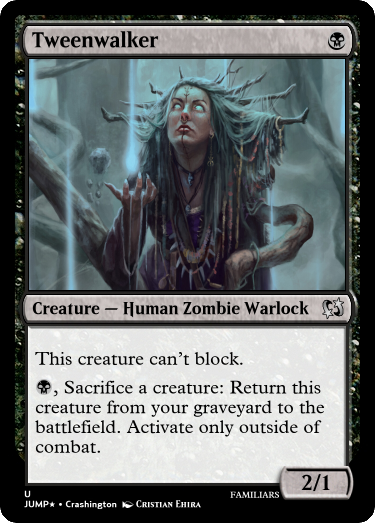 Tweenwalker
Creature — Human Zombie Warlock
This creature can't block.
, Sacrifice a creature: Return this
creature from your graveyard to the
battlefield. Activate only outside of
combat.
2/1
U
JUMP★ • Crashington Cristian Ehira
FAMILIARS